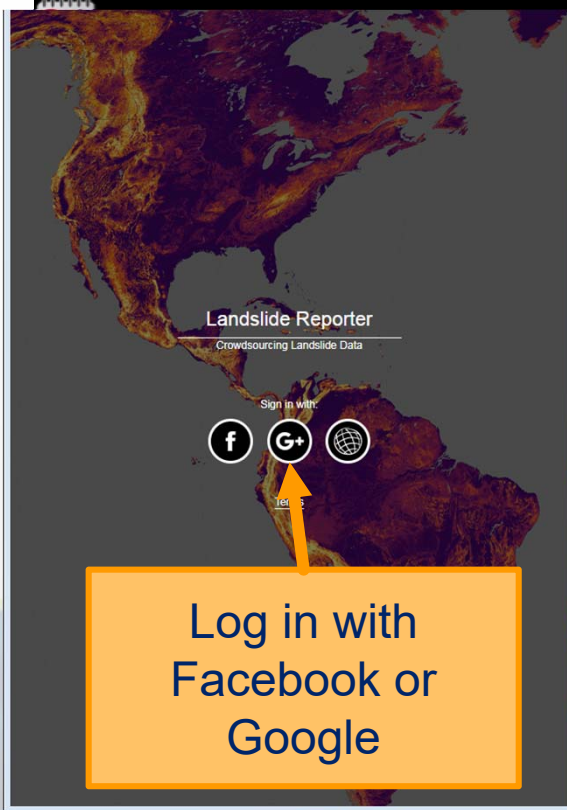 Landslide Reporter
Crowdsourcing Landslide Data
Sign in with:
f
G+
Log in with
Facebook or
Google